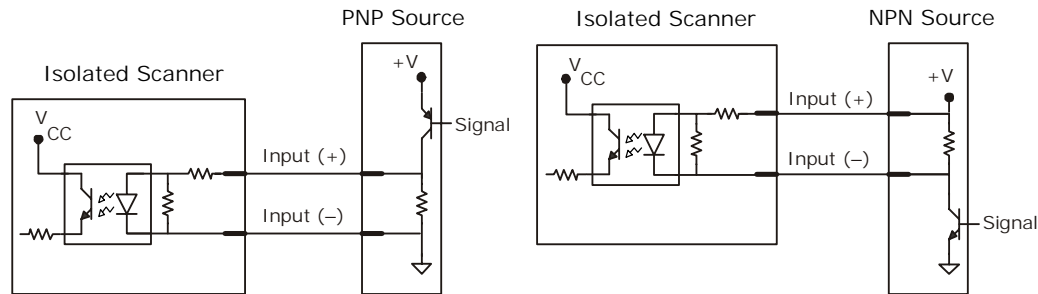 PNP Source
Isolated Scanner
+V
V
CC
Signal
Input (+)
Input (–)
Isolated Scanner
NPN Source
V
CC
+V
Input (+)
Input (–)
Signal